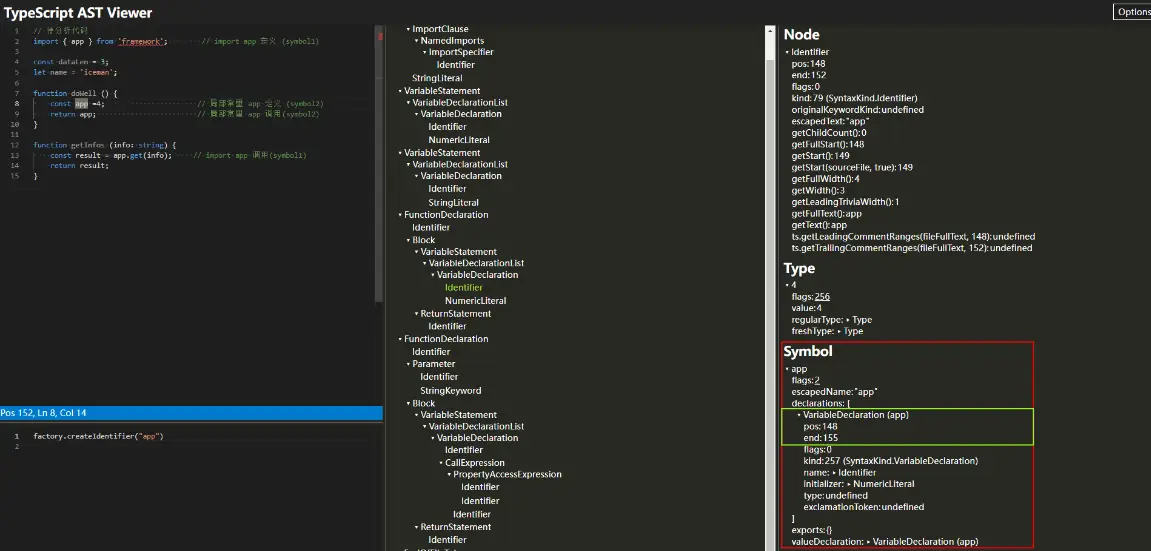 TypeScript AST Viewer
Options
1 // 待分析代码
2 import { app } from 'framework'; // import app 定义 (symbol1)
3
4 const dataLen = 3;
5 let name = 'iceman';
6
7 function doWell () {
8 const app =4; // 局部常量 app 定义 (symbol2)
9 return app; // 局部常量 app 调用(symbol2)
10 }
11
12 function getInfos (info: string) {
13 const result = app.get(info); // import app 调用(symbol1)
14 return result;
15 }
Pos 152, Ln 8, Col 14
1 factory.createIdentifier("app")
2
ImportClause
NamedImports
ImportSpecifier
Identifier
StringLiteral
VariableStatement
VariableDeclarationList
VariableDeclaration
Identifier
NumericLiteral
VariableStatement
VariableDeclarationList
VariableDeclaration
Identifier
StringLiteral
FunctionDeclaration
Identifier
Block
VariableStatement
VariableDeclarationList
VariableDeclaration
Identifier
NumericLiteral
ReturnStatement
Identifier
FunctionDeclaration
Identifier
Parameter
Identifier
StringKeyword
Block
VariableStatement
VariableDeclarationList
VariableDeclaration
Identifier
CallExpression
PropertyAccessExpression
Identifier
Identifier
Identifier
ReturnStatement
Identifier
Node
Identifier
pos:148
end:152
flags:0
kind:79 (SyntaxKind.Identifier)
originalKeywordKind:undefined
escapedText:"app"
getChildCount():0
getFullStart():148
getStart():149
getStart(sourceFile, true):149
getFullWidth():4
getWidth():3
getLeadingTriviaWidth():1
getFullText():app
getText():app
ts.getLeadingCommentRanges(fileFullText, 148):undefined
ts.getTrailingCommentRanges(fileFullText, 152):undefined
Type
4
flags:256
value:4
regularType: Type
freshType: Type
Symbol
app
flags:2
escapedName:"app"
declarations: [
VariableDeclaration (app)
pos:148
end:155
flags:0
kind:257 (SyntaxKind.VariableDeclaration)
name: Identifier
initializer: NumericLiteral
type:undefined
exclamationToken:undefined
]
exports:{}
valueDeclaration: VariableDeclaration (app)